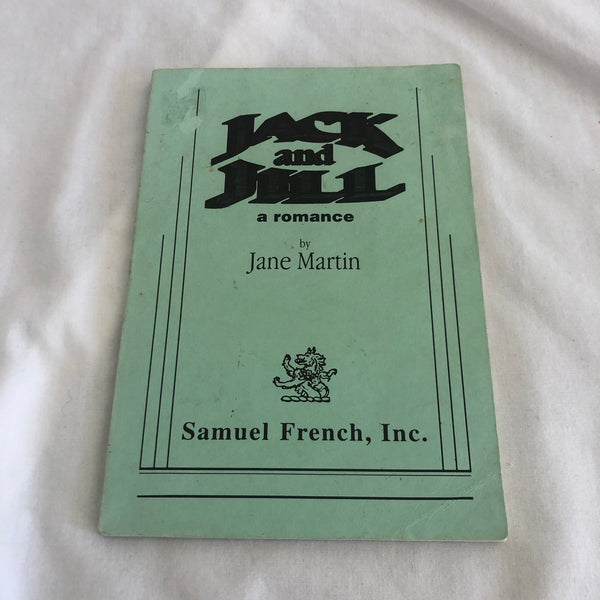 JACK
and
JILL
a romance
by
Jane Martin
Samuel French, Inc.